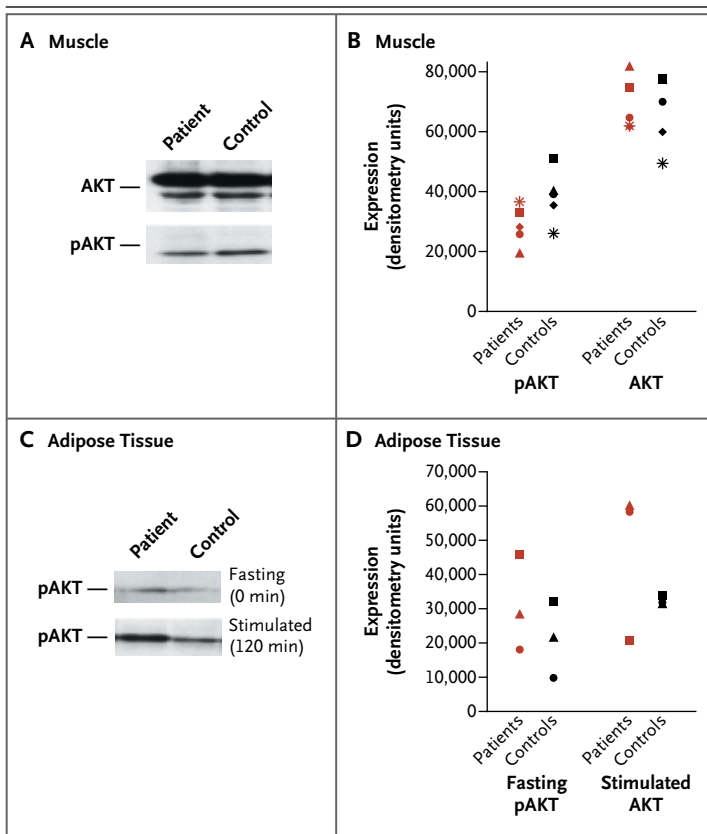 A Muscle
Patient
Control
AKT
pAKT
B Muscle
80,000
60,000
40,000
20,000
0
Expression
(densitometry units)
Patients
Controls
Patients
Controls
pAKT
AKT
C Adipose Tissue
Patient
Control
pAKT
Fasting
(0 min)
pAKT
Stimulated
(120 min)
D Adipose Tissue
70,000
60,000
50,000
40,000
30,000
20,000
10,000
0
Expression
(densitometry units)
Patients
Controls
Patients
Controls
Fasting
pAKT
Stimulated
AKT